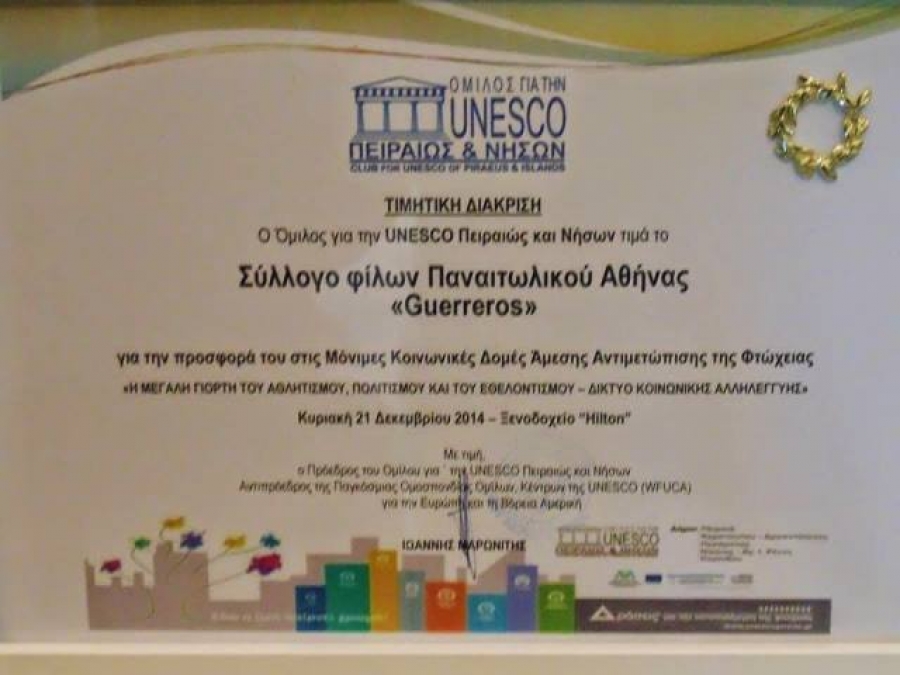 ΟΜΙΛΟΣ ΓΙΑ ΤΗΝ
UNESCO
ΠΕΙΡΑΙΩΣ & ΝΗΣΩΝ
CLUB FOR UNESCO OF PIRAEUS & ISLANDS
ΤΙΜΗΤΙΚΗ ΔΙΑΚΡΙΣΗ
Ο Όμιλος για την UNESCO Πειραιώς και Νήσων τιμά το
Σύλλογο φίλων Παναιτωλικού Αθήνας
«Guerreros»
για την προσφορά του στις Μόνιμες Κοινωνικές Δομές Άμεσης Αντιμετώπισης της Φτώχειας
«Η ΜΕΓΑΛΗ ΓΙΟΡΤΗ ΤΟΥ ΑΘΛΗΤΙΣΜΟΥ, ΠΟΛΙΤΙΣΜΟΥ ΚΑΙ ΤΟΥ ΕΘΕΛΟΝΤΙΣΜΟΥ – ΔΙΚΤΥΟ ΚΟΙΝΩΝΙΚΗΣ ΑΛΛΗΛΕΓΓΥΗΣ»
Κυριακή 21 Δεκεμβρίου 2014 – Ξενοδοχείο "Hilton"
Με τιμή,
ο Πρόεδρος του Ομίλου για ΄ την UNESCO Πειραιώς και Νήσων
Αντιπρόεδρος της Παγκόσμιας Ομοσπονδίας Ομίλων, Κέντρων της UNESCO (WFUCA)
για την Ευρώπη και τη Βόρεια Αμερική
ΙΩΑΝΝΗΣ ΜΑΡΩΝΙΤΗΣ
UNESCO
ΠΕΙΡΑΙΩΣ & ΝΗΣΩΝ